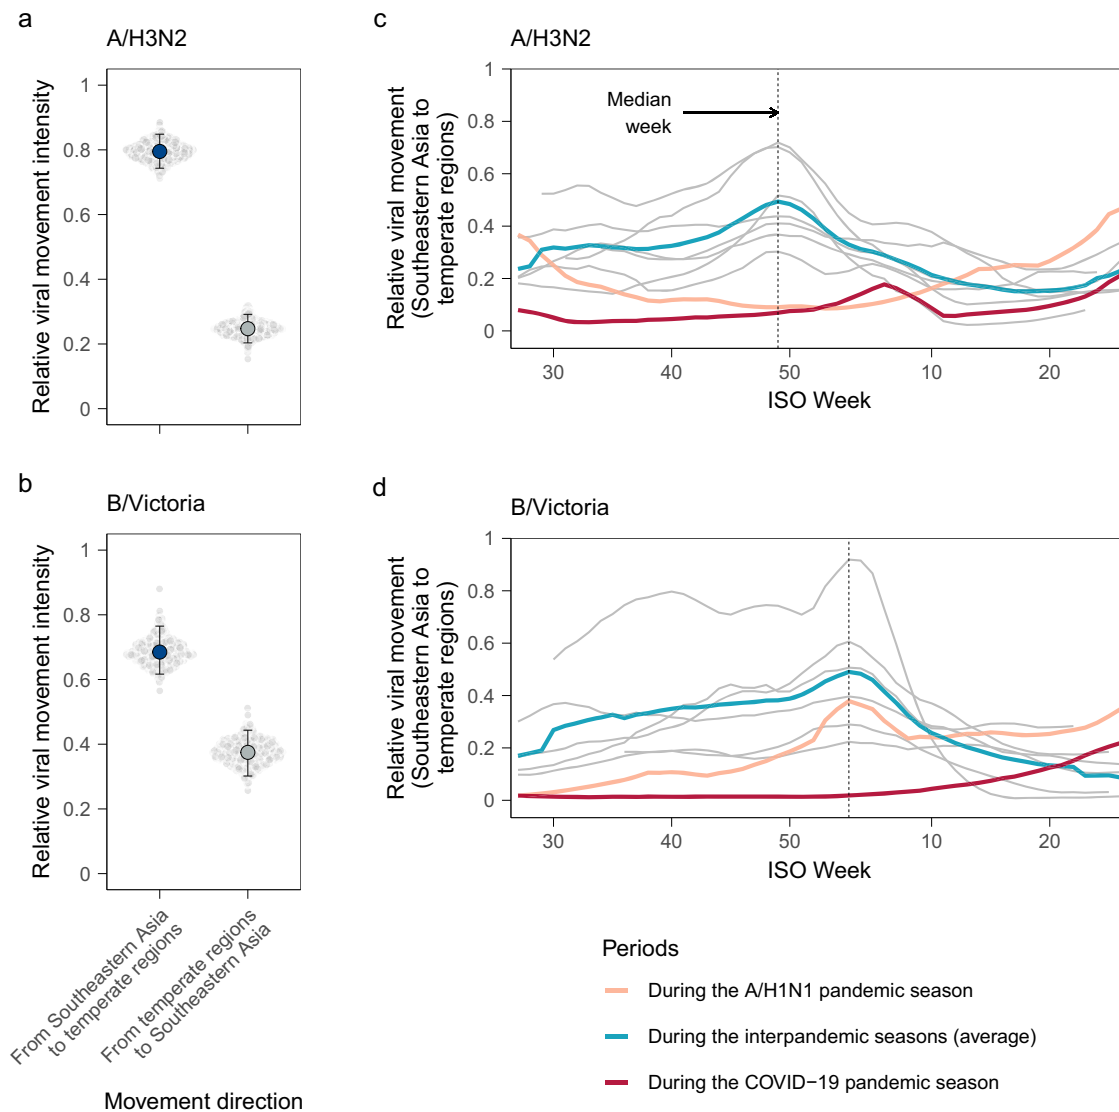 a
A/H3N2
Relative viral movement intensity
1
0.8
0.6
0.4
0.2
0
b
B/Victoria
Relative viral movement intensity
1
0.8
0.6
0.4
0.2
0
From Southeastern Asia
to temperate regions
From temperate regions
to Southeastern Asia
Movement direction
c
A/H3N2
Relative viral movement
(Southeastern Asia to
temperate regions)
1
0.8
0.6
0.4
0.2
0
Median
week
30
40
50
10
20
ISO Week
d
B/Victoria
Relative viral movement
(Southeastern Asia to
temperate regions)
1
0.8
0.6
0.4
0.2
0
30
40
50
10
20
ISO Week
Periods
During the A/H1N1 pandemic season
During the interpandemic seasons (average)
During the COVID−19 pandemic season